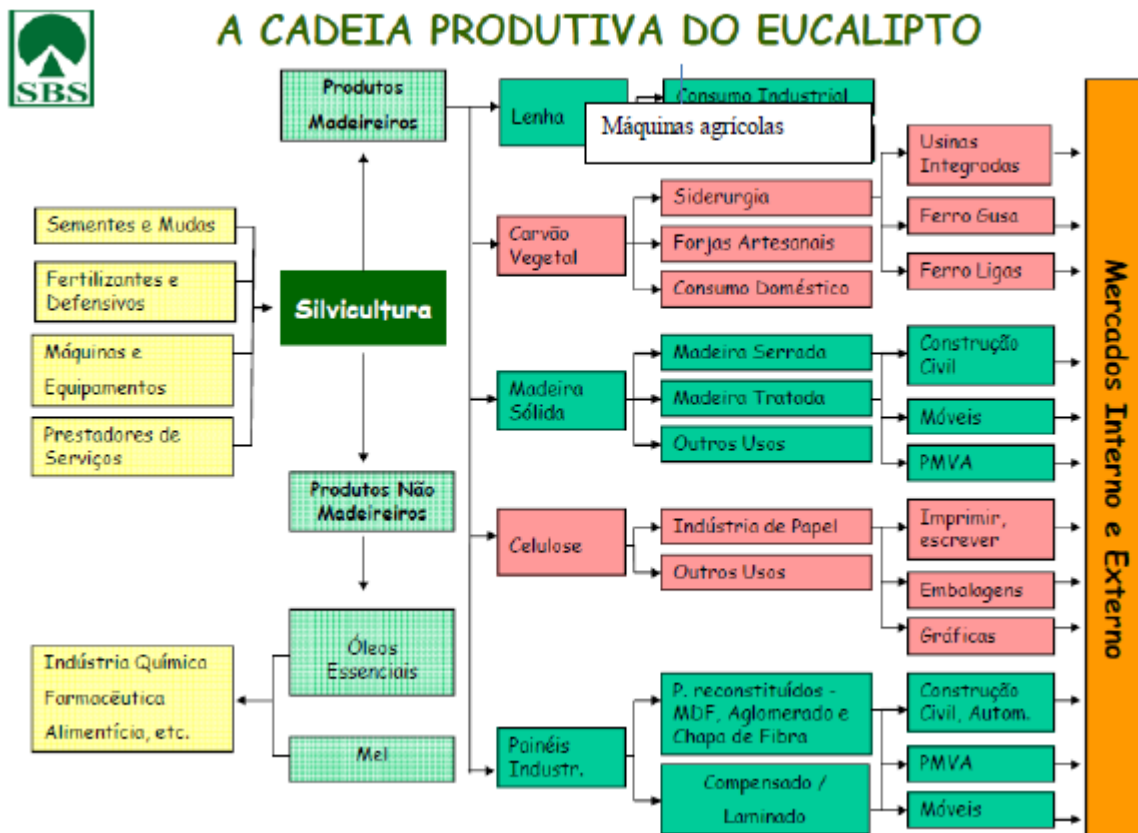 SBS
A CADEIA PRODUTIVA DO EUCALIPTO
Produtos
Madeireiros
Lenha
Consumo Industrial
Máquinas agrícolas
Usinas
Integradas
Siderurgia
Sementes e Mudas
Carvão
Vegetal
Forjas Artesanais
Ferro Gusa
Fertilizantes e
Defensivos
Consumo Doméstico
Ferro Ligas
Silvicultura
Máquinas e
Equipamentos
Madeira Serrada
Construção
Civil
Madeira
Sólida
Madeira Tratada
Móveis
Prestadores de
Serviços
Outros Usos
PMVA
Produtos Não
Madeireiros
Celulose
Indústria de Papel
Imprimir,
escrever
Outros Usos
Embalagens
Gráficas
Óleos
Essenciais
Indústria Química
Farmacêutica
Alimentícia, etc.
Mel
Painéis
Industr.
P. reconstituídos -
MDF, Aglomerado e
Chapa de Fibra
Construção
Civil, Autom.
PMVA
Compensado /
Laminado
Móveis
Mercados Interno e Externo